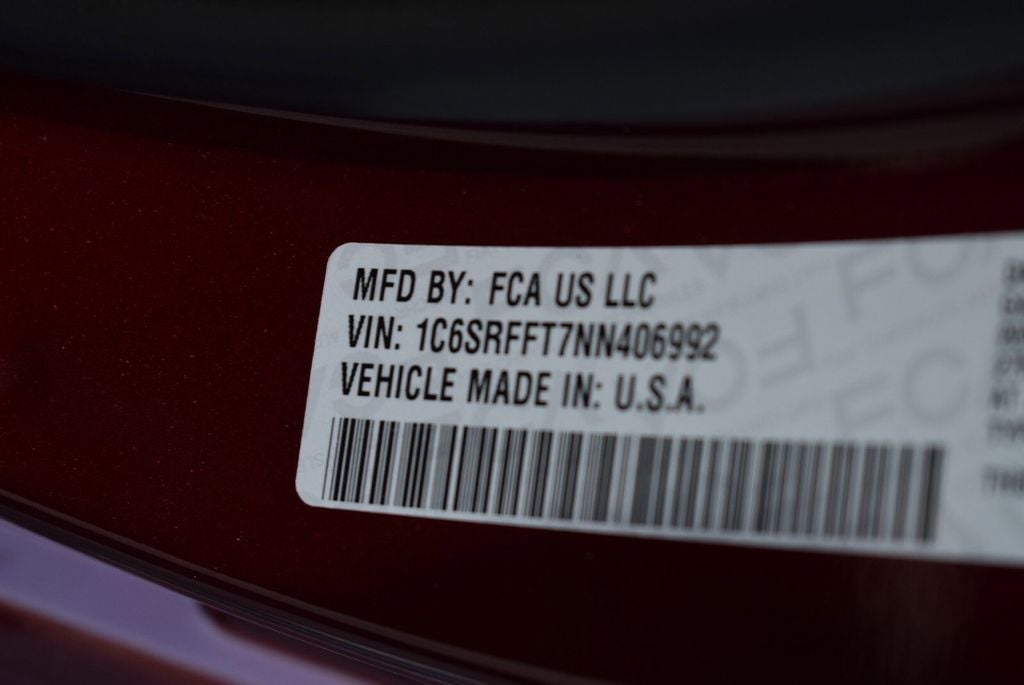 MFD BY: FCA US LLC
VIN: 1C6SRFFT7NN406992
VEHICLE MADE IN: U.S.A.